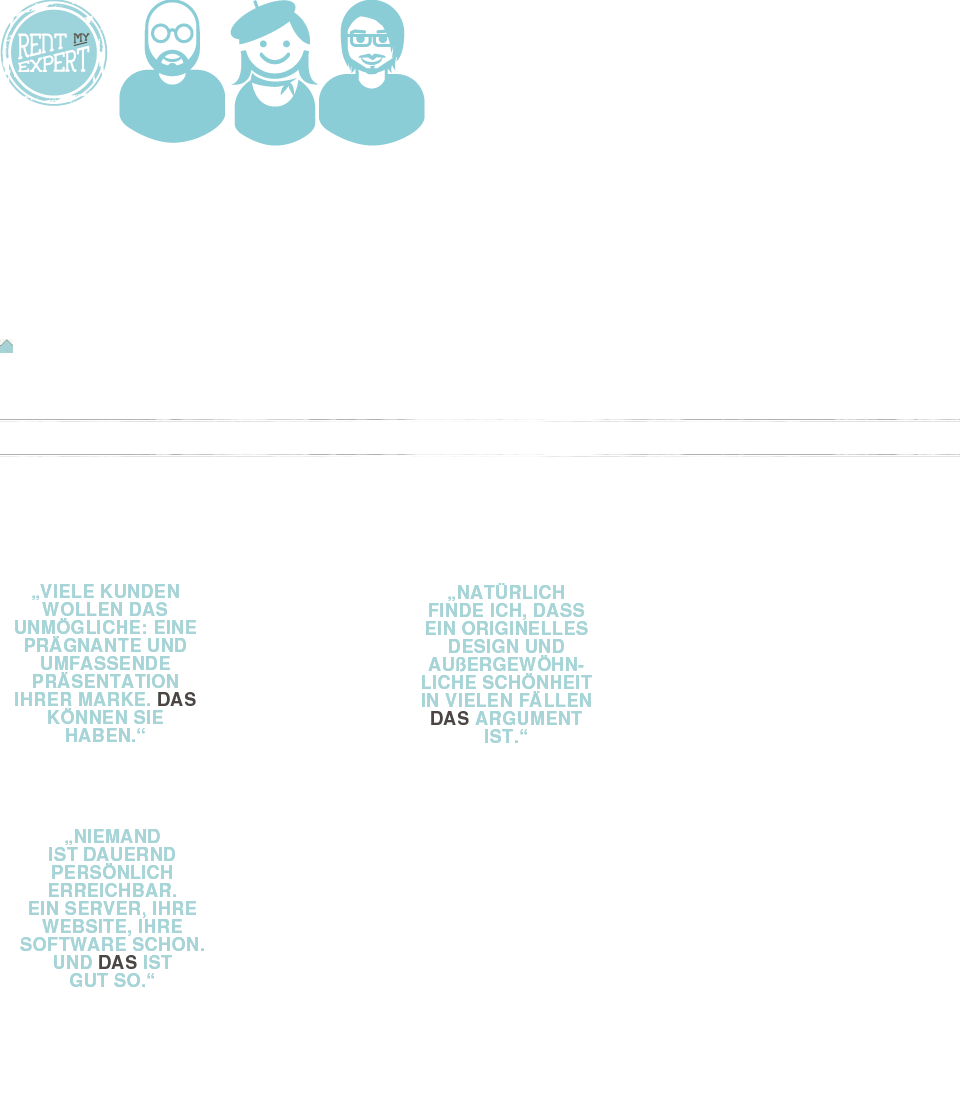 RENT MY
EXPERT
„VIELE KUNDEN
WOLLEN DAS
UNMÖGLICHE: EINE
PRÄGNANTE UND
UMFASSENDE
PRÄSENTATION
IHRER MARKE. DAS
KÖNNEN SIE
HABEN.“
„NATÜRLICH
FINDE ICH, DASS
EIN ORIGINELLES
DESIGN UND
AUßERGEWÖHN-
LICHE SCHÖNHEIT
IN VIELEN FÄLLEN
DAS ARGUMENT
IST.“
„NIEMAND
IST DAUERND
PERSÖNLICH
ERREICHBAR.
EIN SERVER, IHRE
WEBSITE, IHRE
SOFTWARE SCHON.
UND DAS IST
GUT SO.“